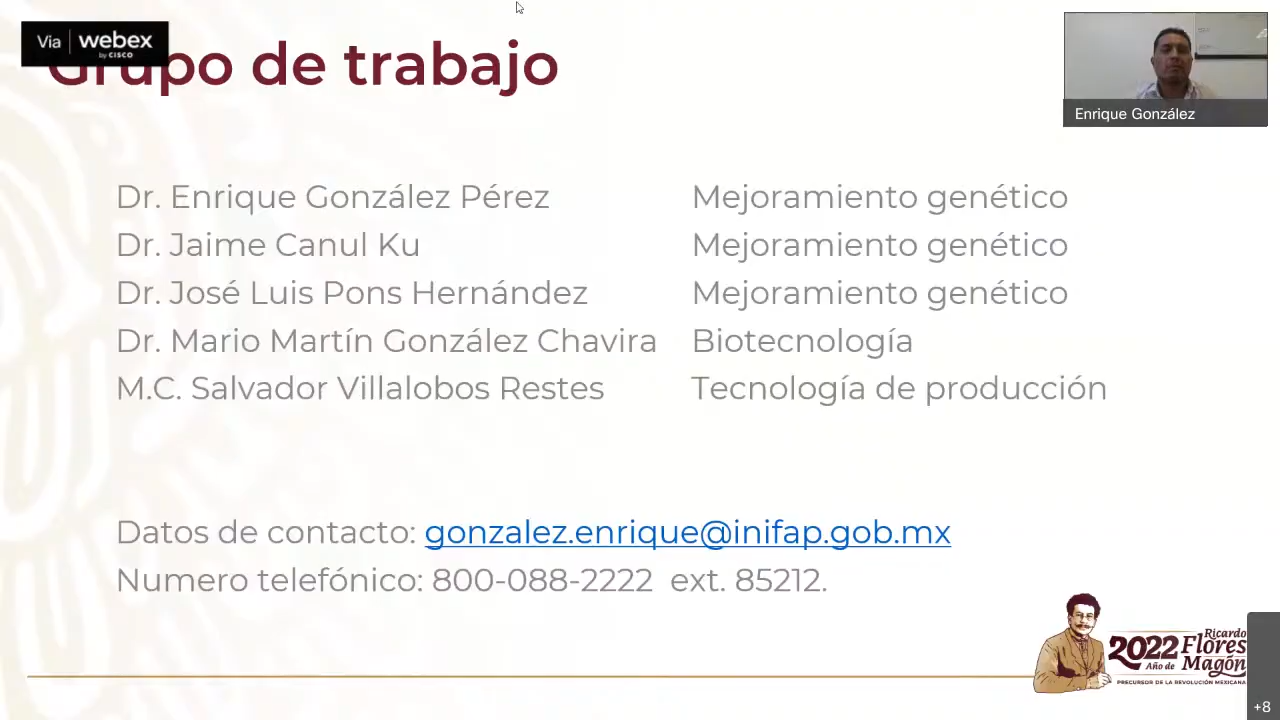 Via webex
by CISCO
Grupo de trabajo
Enrique González
Dr. Enrique González Pérez Mejoramiento genético
Dr. Jaime Canul Ku Mejoramiento genético
Dr. José Luis Pons Hernández Mejoramiento genético
Dr. Mario Martín González Chavira Biotecnología
M.C. Salvador Villalobos Restes Tecnología de producción
Datos de contacto: gonzalez.enrique@inifap.gob.mx
Numero telefónico: 800-088-2222 ext. 85212.
2022 Ricardo
Año de Flores
Magón
PRECURSOR DE LA REVOLUCIÓN MEXICANA
+8